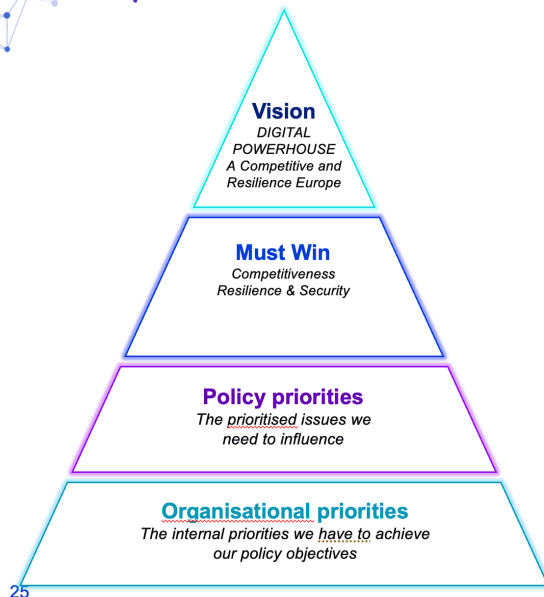 Vision
DIGITAL
POWERHOUSE
A Competitive and
Resilience Europe
Must Win
Competitiveness
Resilience & Security
Policy priorities
The prioritised issues we
need to influence
Organisational priorities
The internal priorities we have to achieve
our policy objectives
25